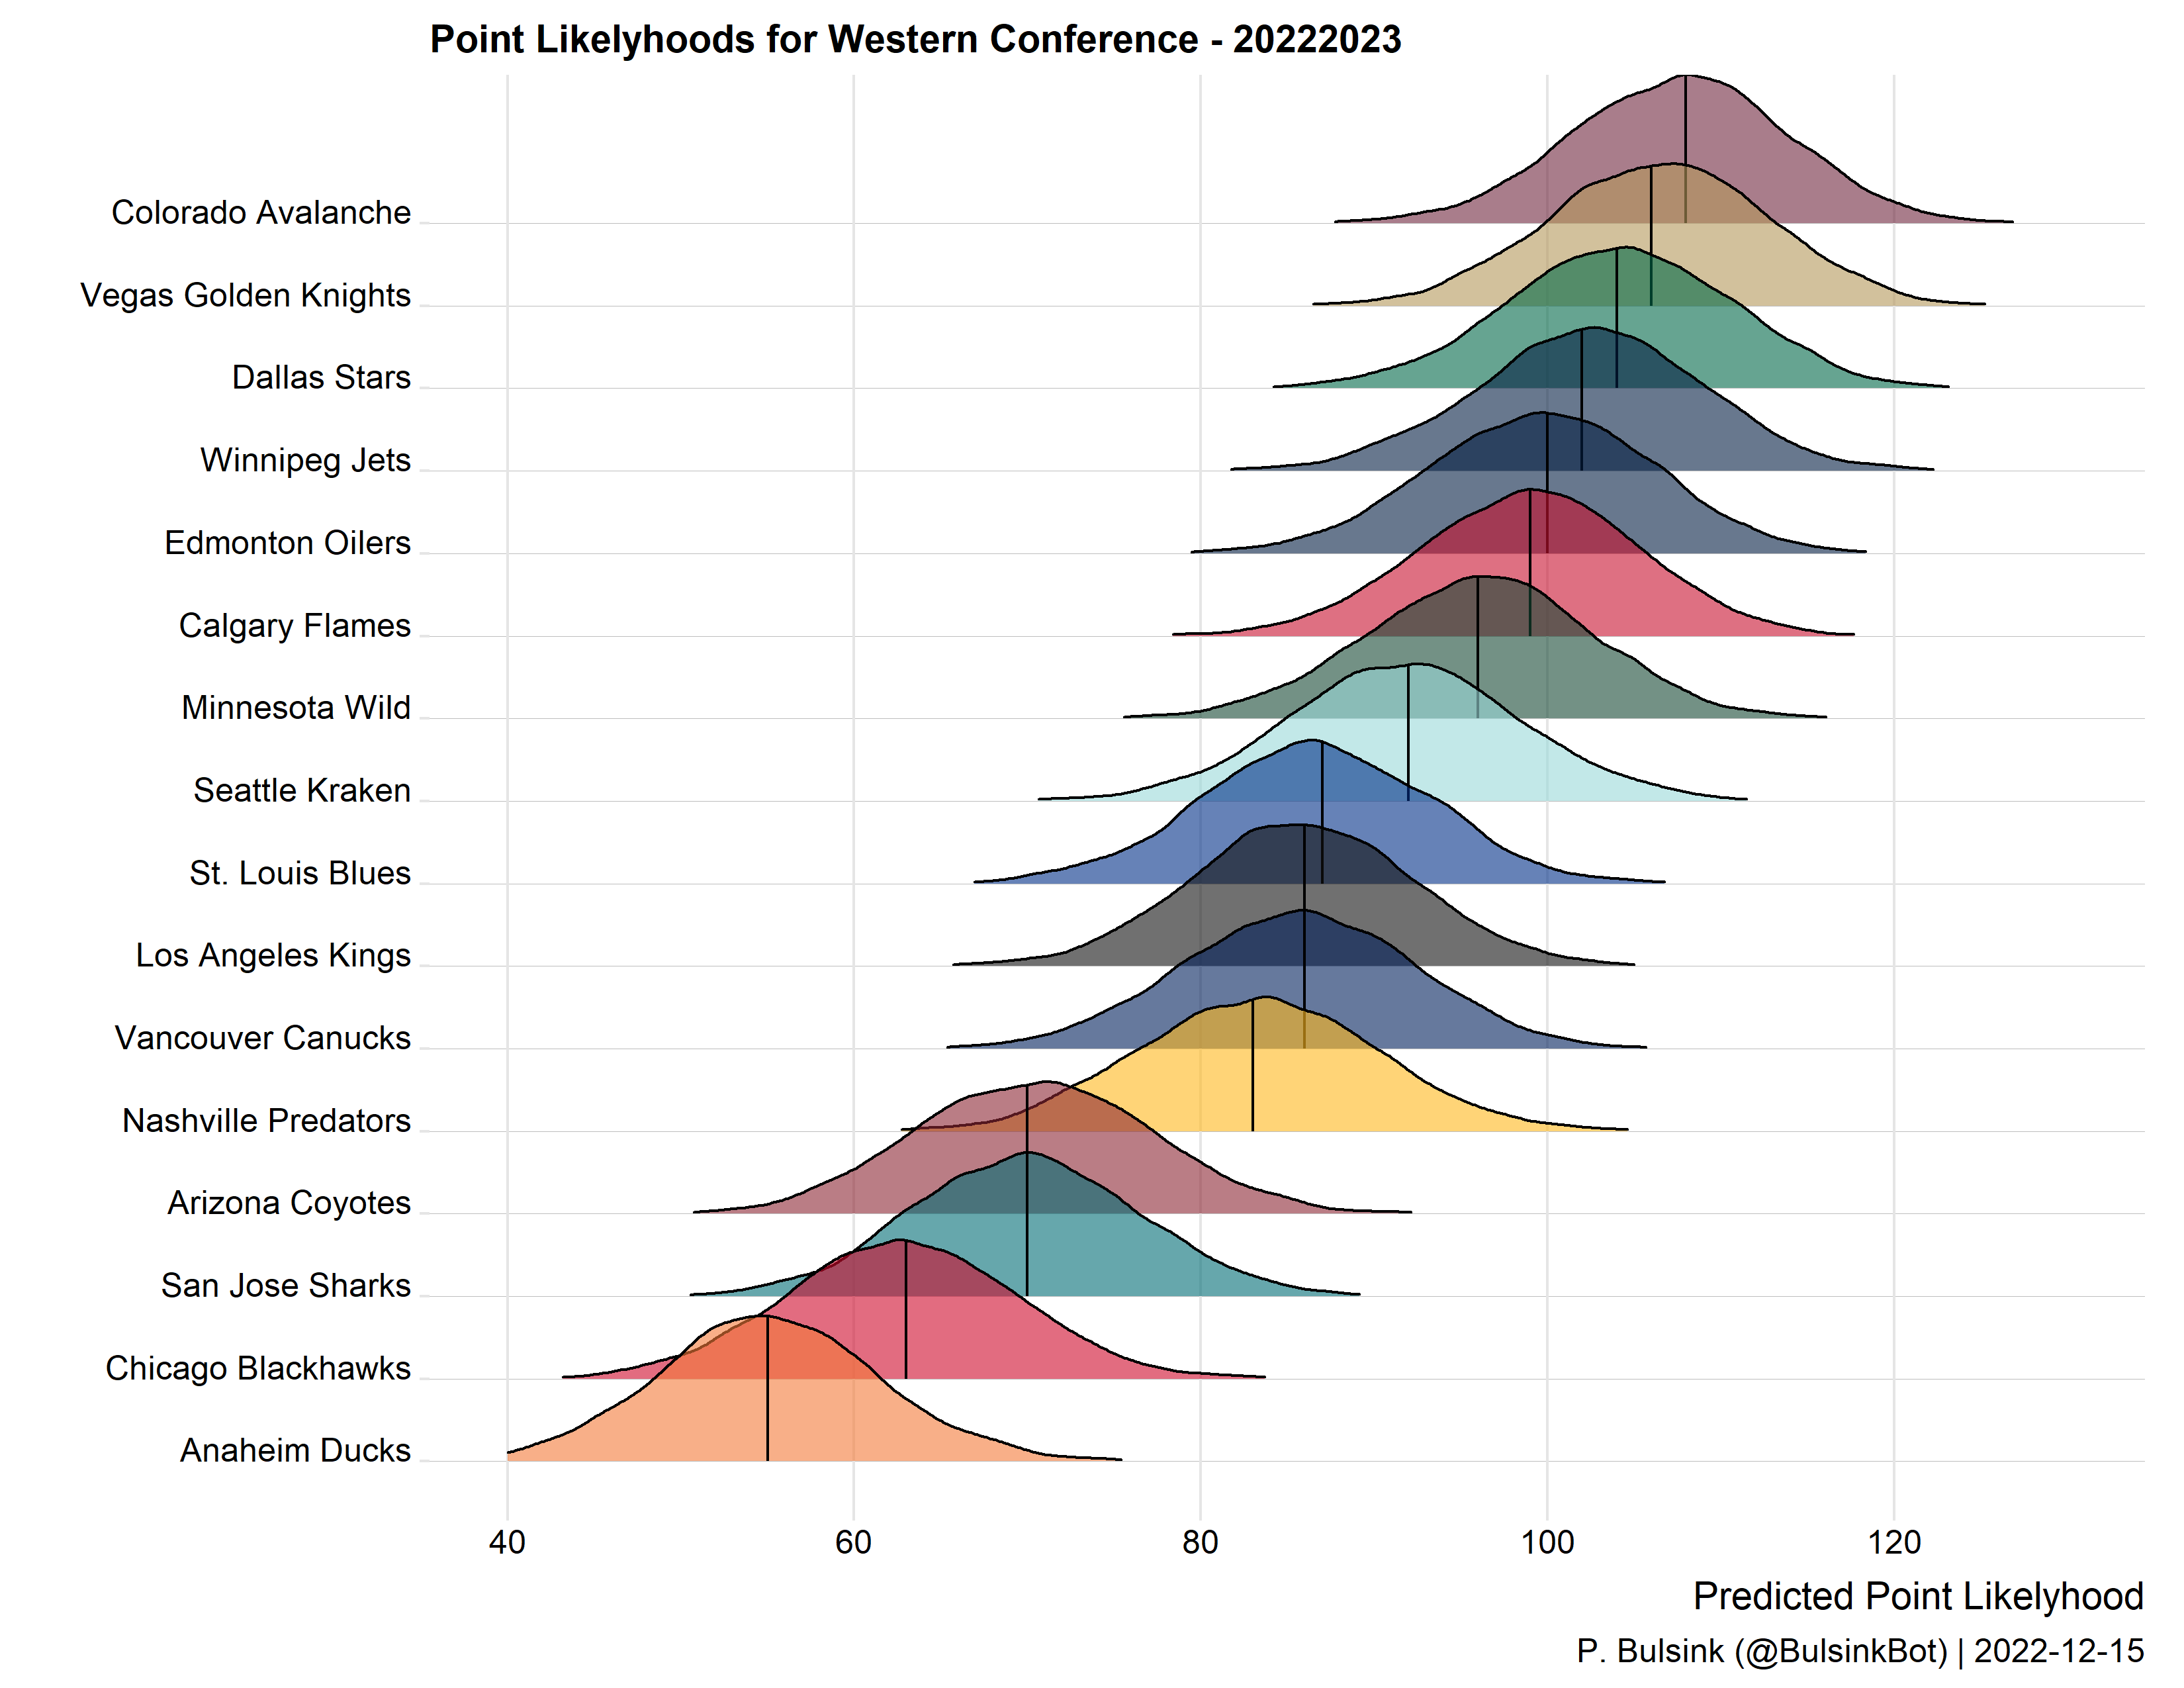 Point Likelyhoods for Western Conference - 20222023
Colorado Avalanche
Vegas Golden Knights
Dallas Stars
Winnipeg Jets
Edmonton Oilers
Calgary Flames
Minnesota Wild
Seattle Kraken
St. Louis Blues
Los Angeles Kings
Vancouver Canucks
Nashville Predators
Arizona Coyotes
San Jose Sharks
Chicago Blackhawks
Anaheim Ducks
40 60 80 100 120
Predicted Point Likelyhood
P. Bulsink (@BulsinkBot) | 2022-12-15